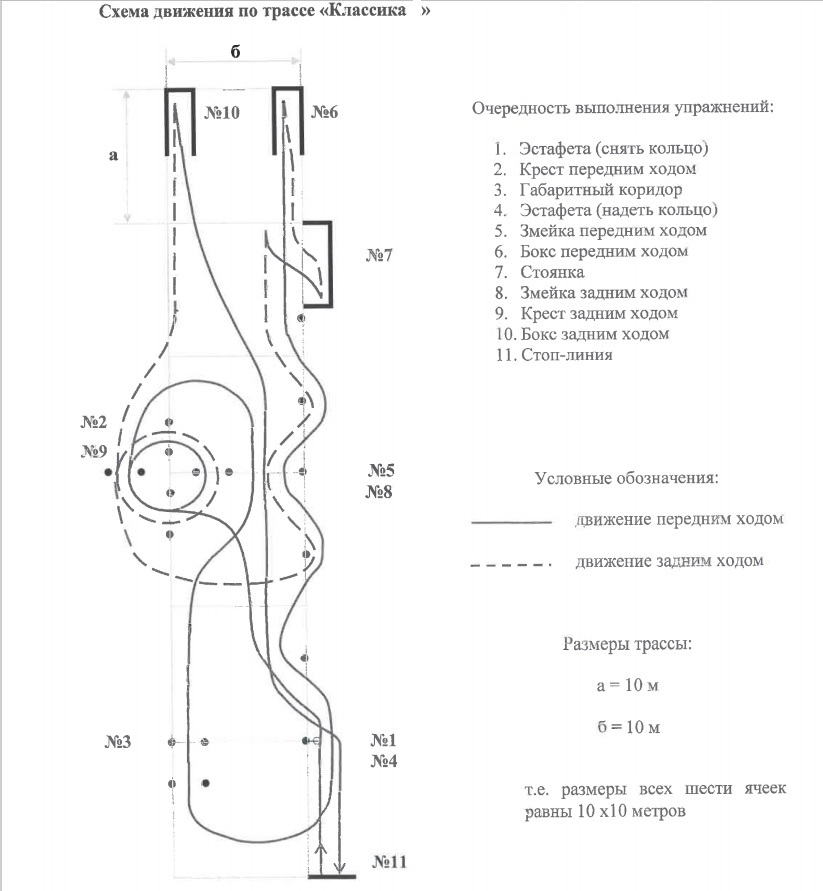 Схема движения по трассе «Классика »
б
№10
№6
а
№7
№2
№9
№5
№8
№3
№1
№4
№11
Очередность выполнения упражнений:
1. Эстафета (снять кольцо)
2. Крест передним ходом
3. Габаритный коридор
4. Эстафета (надеть кольцо)
5. Змейка передним ходом
6. Бокс передним ходом
7. Стоянка
8. Змейка задним ходом
9. Крест задним ходом
10. Бокс задним ходом
11. Стоп-линия
Условные обозначения:
движение передним ходом
движение задним ходом
Размеры трассы:
а = 10 м
б = 10 м
т.е. размеры всех шести ячеек
равны 10 х10 метров